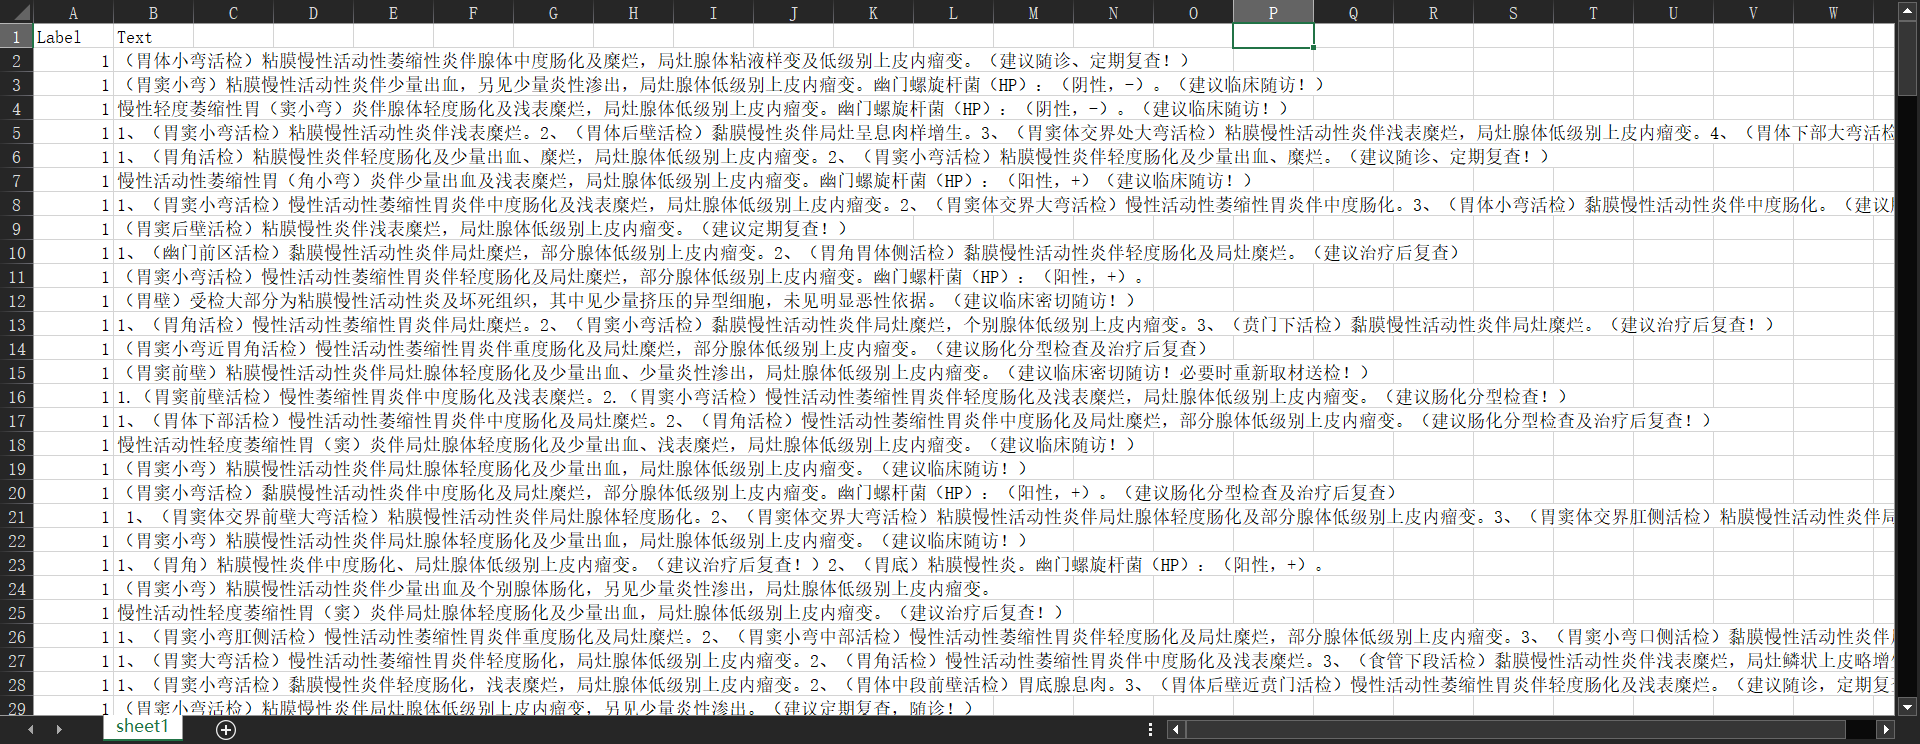 A B C D E F G H I J K L M N O P Q R S T U V W
1 Label Text
2 1 （胃体小弯活检）粘膜慢性活动性萎缩性炎伴腺体中度肠化及糜烂，局灶腺体粘液样变及低级别上皮内瘤变。（建议随诊、定期复查！）
3 1 （胃窦小弯）粘膜慢性活动性炎伴少量出血，另见少量炎性渗出，局灶腺体低级别上皮内瘤变。幽门螺旋杆菌（HP）：（阴性，-）。（建议临床随访！）
4 1 慢性轻度萎缩性胃（窦小弯）炎伴腺体轻度肠化及浅表糜烂，局灶腺体低级别上皮内瘤变。幽门螺旋杆菌（HP）：（阴性，-）。（建议临床随访！）
5 1 1、（胃窦小弯活检）粘膜慢性活动性炎伴浅表糜烂。2、（胃体后壁活检）黏膜慢性炎伴局灶呈息肉样增生。3、（胃窦体交界处大弯活检）粘膜慢性活动性炎伴浅表糜烂，局灶腺体低级别上皮内瘤变。4、（胃体下部大弯活检
6 1 1、（胃角活检）粘膜慢性炎伴轻度肠化及少量出血、糜烂，局灶腺体低级别上皮内瘤变。2、（胃窦小弯活检）粘膜慢性炎伴轻度肠化及少量出血、糜烂。（建议随诊、定期复查！）
7 1 慢性活动性萎缩性胃（角小弯）炎伴少量出血及浅表糜烂，局灶腺体低级别上皮内瘤变。幽门螺旋杆菌（HP）：（阳性，+）（建议临床随访！）
8 1 1、（胃窦小弯活检）慢性活动性萎缩性胃炎伴中度肠化及浅表糜烂，局灶腺体低级别上皮内瘤变。2、（胃窦体交界大弯活检）慢性活动性萎缩性胃炎伴中度肠化。3、（胃体小弯活检）黏膜慢性活动性炎伴中度肠化。（建议
9 1 （胃窦后壁活检）粘膜慢性炎伴浅表糜烂，局灶腺体低级别上皮内瘤变。（建议定期复查！）
10 1 1、（幽门前区活检）黏膜慢性活动性炎伴局灶糜烂，部分腺体低级别上皮内瘤变。2、（胃角胃体侧活检）黏膜慢性活动性炎伴轻度肠化及局灶糜烂。（建议治疗后复查）
11 1 （胃窦小弯活检）慢性活动性萎缩性胃炎伴轻度肠化及局灶糜烂，部分腺体低级别上皮内瘤变。幽门螺杆菌（HP）：（阳性，+）。
12 1 （胃壁）受检大部分为粘膜慢性活动性炎及坏死组织，其中见少量挤压的异型细胞，未见明显恶性依据。（建议临床密切随访！）
13 1 1、（胃角活检）慢性活动性萎缩性胃炎伴局灶糜烂。2、（胃窦小弯活检）黏膜慢性活动性炎伴局灶糜烂，个别腺体低级别上皮内瘤变。3、（贲门下活检）黏膜慢性活动性炎伴局灶糜烂。（建议治疗后复查！）
14 1 （胃窦小弯近胃角活检）慢性活动性萎缩性胃炎伴重度肠化及局灶糜烂，部分腺体低级别上皮内瘤变。（建议肠化分型检查及治疗后复查）
15 1 （胃窦前壁）粘膜慢性活动性炎伴局灶腺体轻度肠化及少量出血、少量炎性渗出，局灶腺体低级别上皮内瘤变。（建议临床密切随访！必要时重新取材送检！）
16 1 1.（胃窦前壁活检）慢性萎缩性胃炎伴中度肠化及浅表糜烂。2.（胃窦小弯活检）慢性活动性萎缩性胃炎伴轻度肠化及浅表糜烂，局灶腺体低级别上皮内瘤变。（建议肠化分型检查！）
17 1 1、（胃体下部活检）慢性活动性萎缩性胃炎伴中度肠化及局灶糜烂。2、（胃角活检）慢性活动性萎缩性胃炎伴中度肠化及局灶糜烂，部分腺体低级别上皮内瘤变。（建议肠化分型检查及治疗后复查！）
18 1 慢性活动性轻度萎缩性胃（窦）炎伴局灶腺体轻度肠化及少量出血、浅表糜烂，局灶腺体低级别上皮内瘤变。（建议临床随访！）
19 1 （胃窦小弯）粘膜慢性活动性炎伴局灶腺体轻度肠化及少量出血，局灶腺体低级别上皮内瘤变。（建议临床随访！）
20 1 （胃窦小弯活检）黏膜慢性活动性炎伴中度肠化及局灶糜烂，部分腺体低级别上皮内瘤变。幽门螺杆菌（HP）：（阳性，+）。（建议肠化分型检查及治疗后复查）
21 1 1、（胃窦体交界前壁大弯活检）粘膜慢性活动性炎伴局灶腺体轻度肠化。2、（胃窦体交界大弯活检）粘膜慢性活动性炎伴局灶腺体轻度肠化及部分腺体低级别上皮内瘤变。3、（胃窦体交界肛侧活检）粘膜慢性活动性炎伴局
22 1 （胃窦小弯）粘膜慢性活动性炎伴局灶腺体轻度肠化及少量出血，局灶腺体低级别上皮内瘤变。（建议临床随访！）
23 1 1、（胃角）粘膜慢性炎伴中度肠化、局灶腺体低级别上皮内瘤变。（建议治疗后复查！）2、（胃底）粘膜慢性炎。幽门螺旋杆菌（HP）：（阳性，+）。
24 1 （胃窦小弯）粘膜慢性活动性炎伴少量出血及个别腺体肠化，另见少量炎性渗出，局灶腺体低级别上皮内瘤变。
25 1 慢性活动性轻度萎缩性胃（窦）炎伴局灶腺体轻度肠化及少量出血，局灶腺体低级别上皮内瘤变。（建议治疗后复查！）
26 1 1、（胃窦小弯肛侧活检）慢性活动性萎缩性胃炎伴重度肠化及局灶糜烂。2、（胃窦小弯中部活检）慢性活动性萎缩性胃炎伴轻度肠化及局灶糜烂，部分腺体低级别上皮内瘤变。3、（胃窦小弯口侧活检）黏膜慢性活动性炎伴
27 1 1、（胃窦大弯活检）慢性活动性萎缩性胃炎伴轻度肠化，局灶腺体低级别上皮内瘤变。2、（胃角活检）慢性活动性萎缩性胃炎伴中度肠化及浅表糜烂。3、（食管下段活检）黏膜慢性活动性炎伴浅表糜烂，局灶鳞状上皮略增
28 1 1、（胃窦小弯活检）黏膜慢性炎伴轻度肠化，浅表糜烂，局灶腺体低级别上皮内瘤变。2、（胃体中段前壁活检）胃底腺息肉。3、（胃体后壁近贲门活检）慢性活动性萎缩性胃炎伴轻度肠化及浅表糜烂。（建议随诊，定期复
29 1 （胃窦小弯活检）粘膜慢性炎伴局灶腺体低级别上皮内瘤变，另见少量炎性渗出。（建议定期复查，随诊！）
sheet1